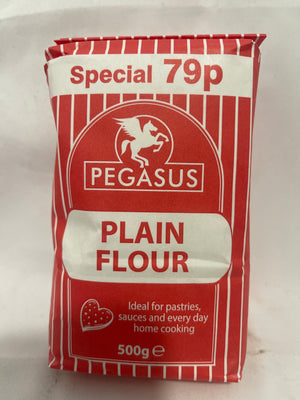 Special 79p
PEGASUS
PLAIN
FLOUR
Ideal for pastries,
sauces and every day
home cooking
500g ℮